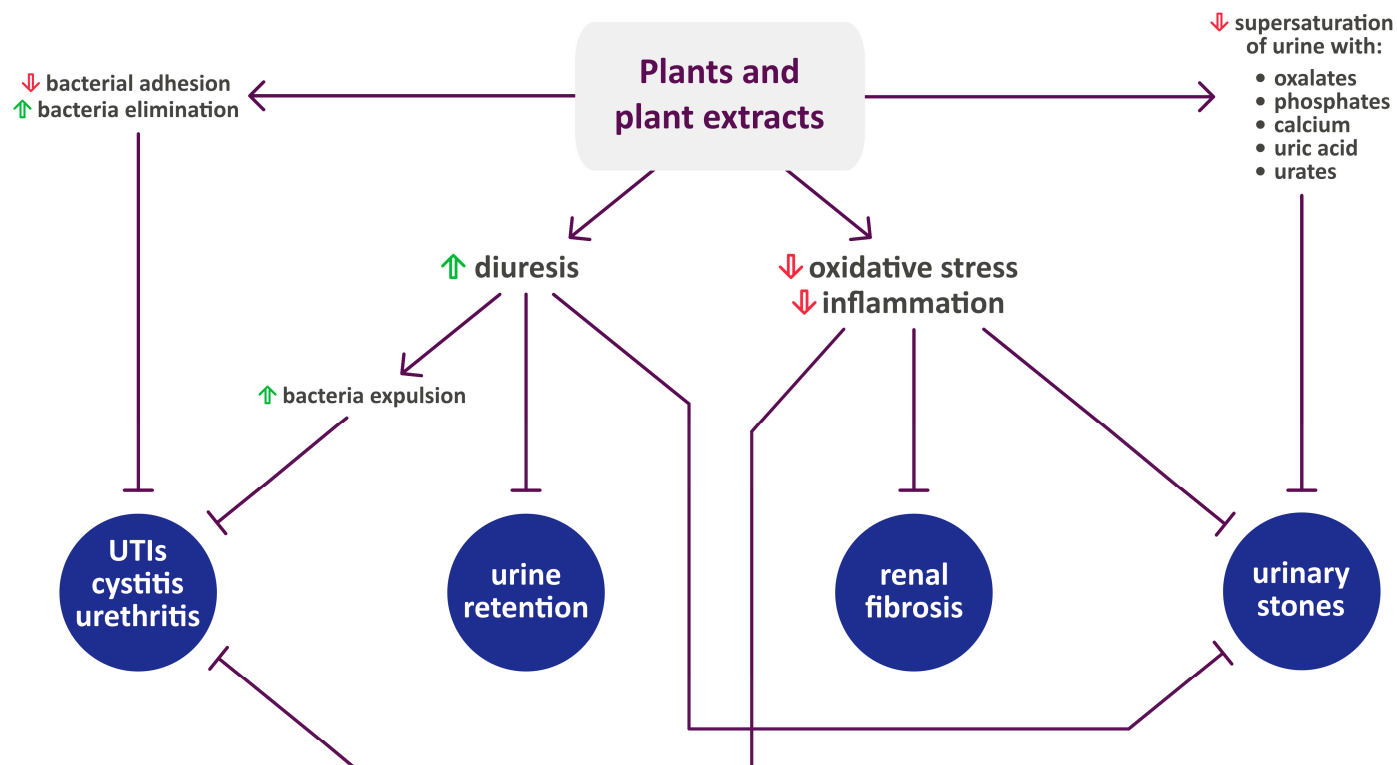 Plants and
plant extracts
bacterial adhesion
bacteria elimination
supersaturation
of urine with:
• oxalates
• phosphates
• calcium
• uric acid
• urates
diuresis
oxidative stress
inflammation
bacteria expulsion
UTIs
cystitis
urethritis
urine
retention
renal
fibrosis
urinary
stones